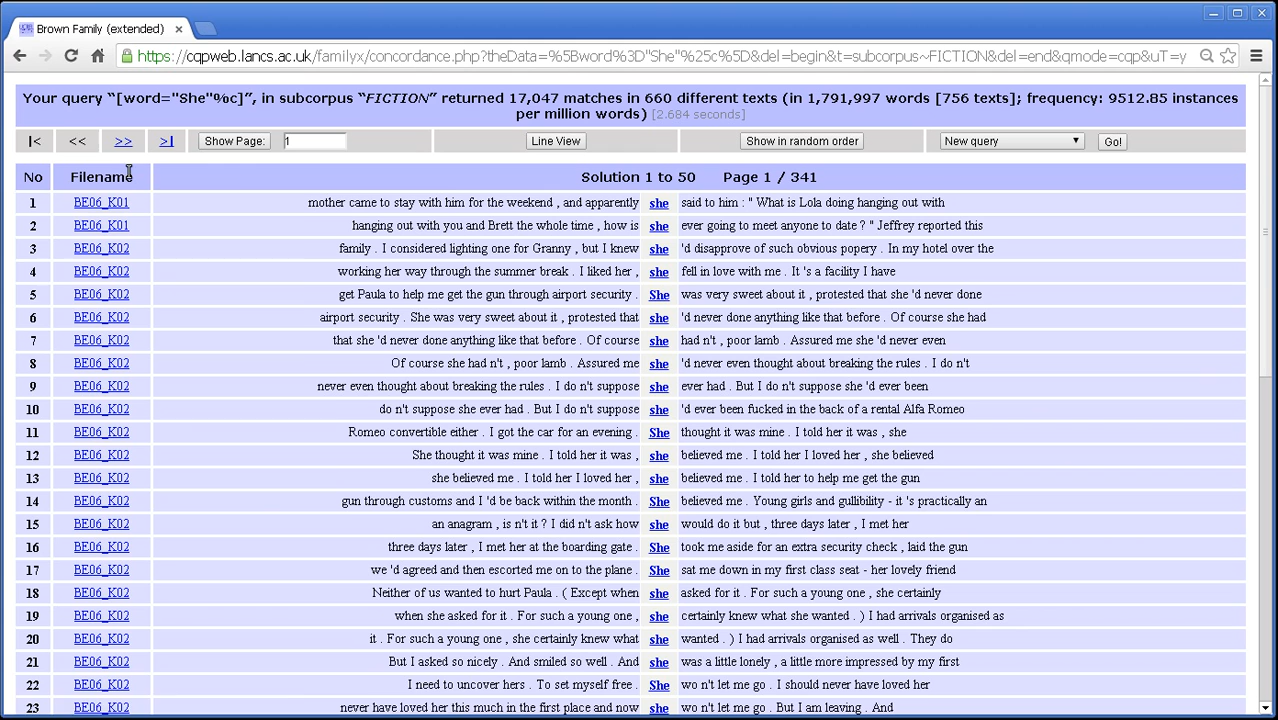 Brown Family (extended)
https://cqpweb.lancs.ac.uk/familyx/concordance.php?theData=%5Bword%3D"She"%25c%5D&del=begin&t=subcorpus~FICTION&del=end&qmode=cqp&uT=y
Your query “[word="She"%c]”, in subcorpus “FICTION” returned 17,047 matches in 660 different texts (in 1,791,997 words [756 texts]; frequency: 9512.85 instances
per million words) [2.684 seconds]
|< << >> >| Show Page: 1 Line View Show in random order New query Go!
No Filename Solution 1 to 50 Page 1 / 341
1 BE06_K01 mother came to stay with him for the weekend , and apparently she said to him : " What is Lola doing hanging out with
2 BE06_K01 hanging out with you and Brett the whole time , how is she ever going to meet anyone to date ? " Jeffrey reported this
3 BE06_K02 family . I considered lighting one for Granny , but I knew she 'd disapprove of such obvious popery . In my hotel over the
4 BE06_K02 working her way through the summer break . I liked her , she fell in love with me . It 's a facility I have
5 BE06_K02 get Paula to help me get the gun through airport security . She was very sweet about it , protested that she 'd never done
6 BE06_K02 airport security . She was very sweet about it , protested that she 'd never done anything like that before . Of course she had
7 BE06_K02 that she 'd never done anything like that before . Of course she had n't , poor lamb . Assured me she 'd never even
8 BE06_K02 Of course she had n't , poor lamb . Assured me she 'd never even thought about breaking the rules . I do n't
9 BE06_K02 never even thought about breaking the rules . I do n't suppose she ever had . But I do n't suppose she 'd ever been
10 BE06_K02 do n't suppose she ever had . But I do n't suppose she 'd ever been fucked in the back of a rental Alfa Romeo
11 BE06_K02 Romeo convertible either . I got the car for an evening . She thought it was mine . I told her it was , she
12 BE06_K02 She thought it was mine . I told her it was , she believed me . I told her I loved her , she believed
13 BE06_K02 she believed me . I told her I loved her , she believed me . I told her to help me get the gun
14 BE06_K02 gun through customs and I 'd be back within the month . She believed me . Young girls and gullibility - it 's practically an
15 BE06_K02 an anagram , is n't it ? I did n't ask how she would do it but , three days later , I met her
16 BE06_K02 three days later , I met her at the boarding gate . She took me aside for an extra security check , laid the gun
17 BE06_K02 we 'd agreed and then escorted me on to the plane . She sat me down in my first class seat - her lovely friend
18 BE06_K02 Neither of us wanted to hurt Paula . ( Except when she asked for it . For such a young one , she certainly
19 BE06_K02 when she asked for it . For such a young one , she certainly knew what she wanted . ) I had arrivals organised as
20 BE06_K02 it . For such a young one , she certainly knew what she wanted . ) I had arrivals organised as well . They do
21 BE06_K02 But I asked so nicely . And smiled so well . And she was a little lonely , a little more impressed by my first
22 BE06_K02 I need to uncover hers . To set myself free . She wo n't let me go . I should never have loved her
23 BE06_K02 never have loved her this much in the first place and now she wo n't let me go . But I am leaving . And